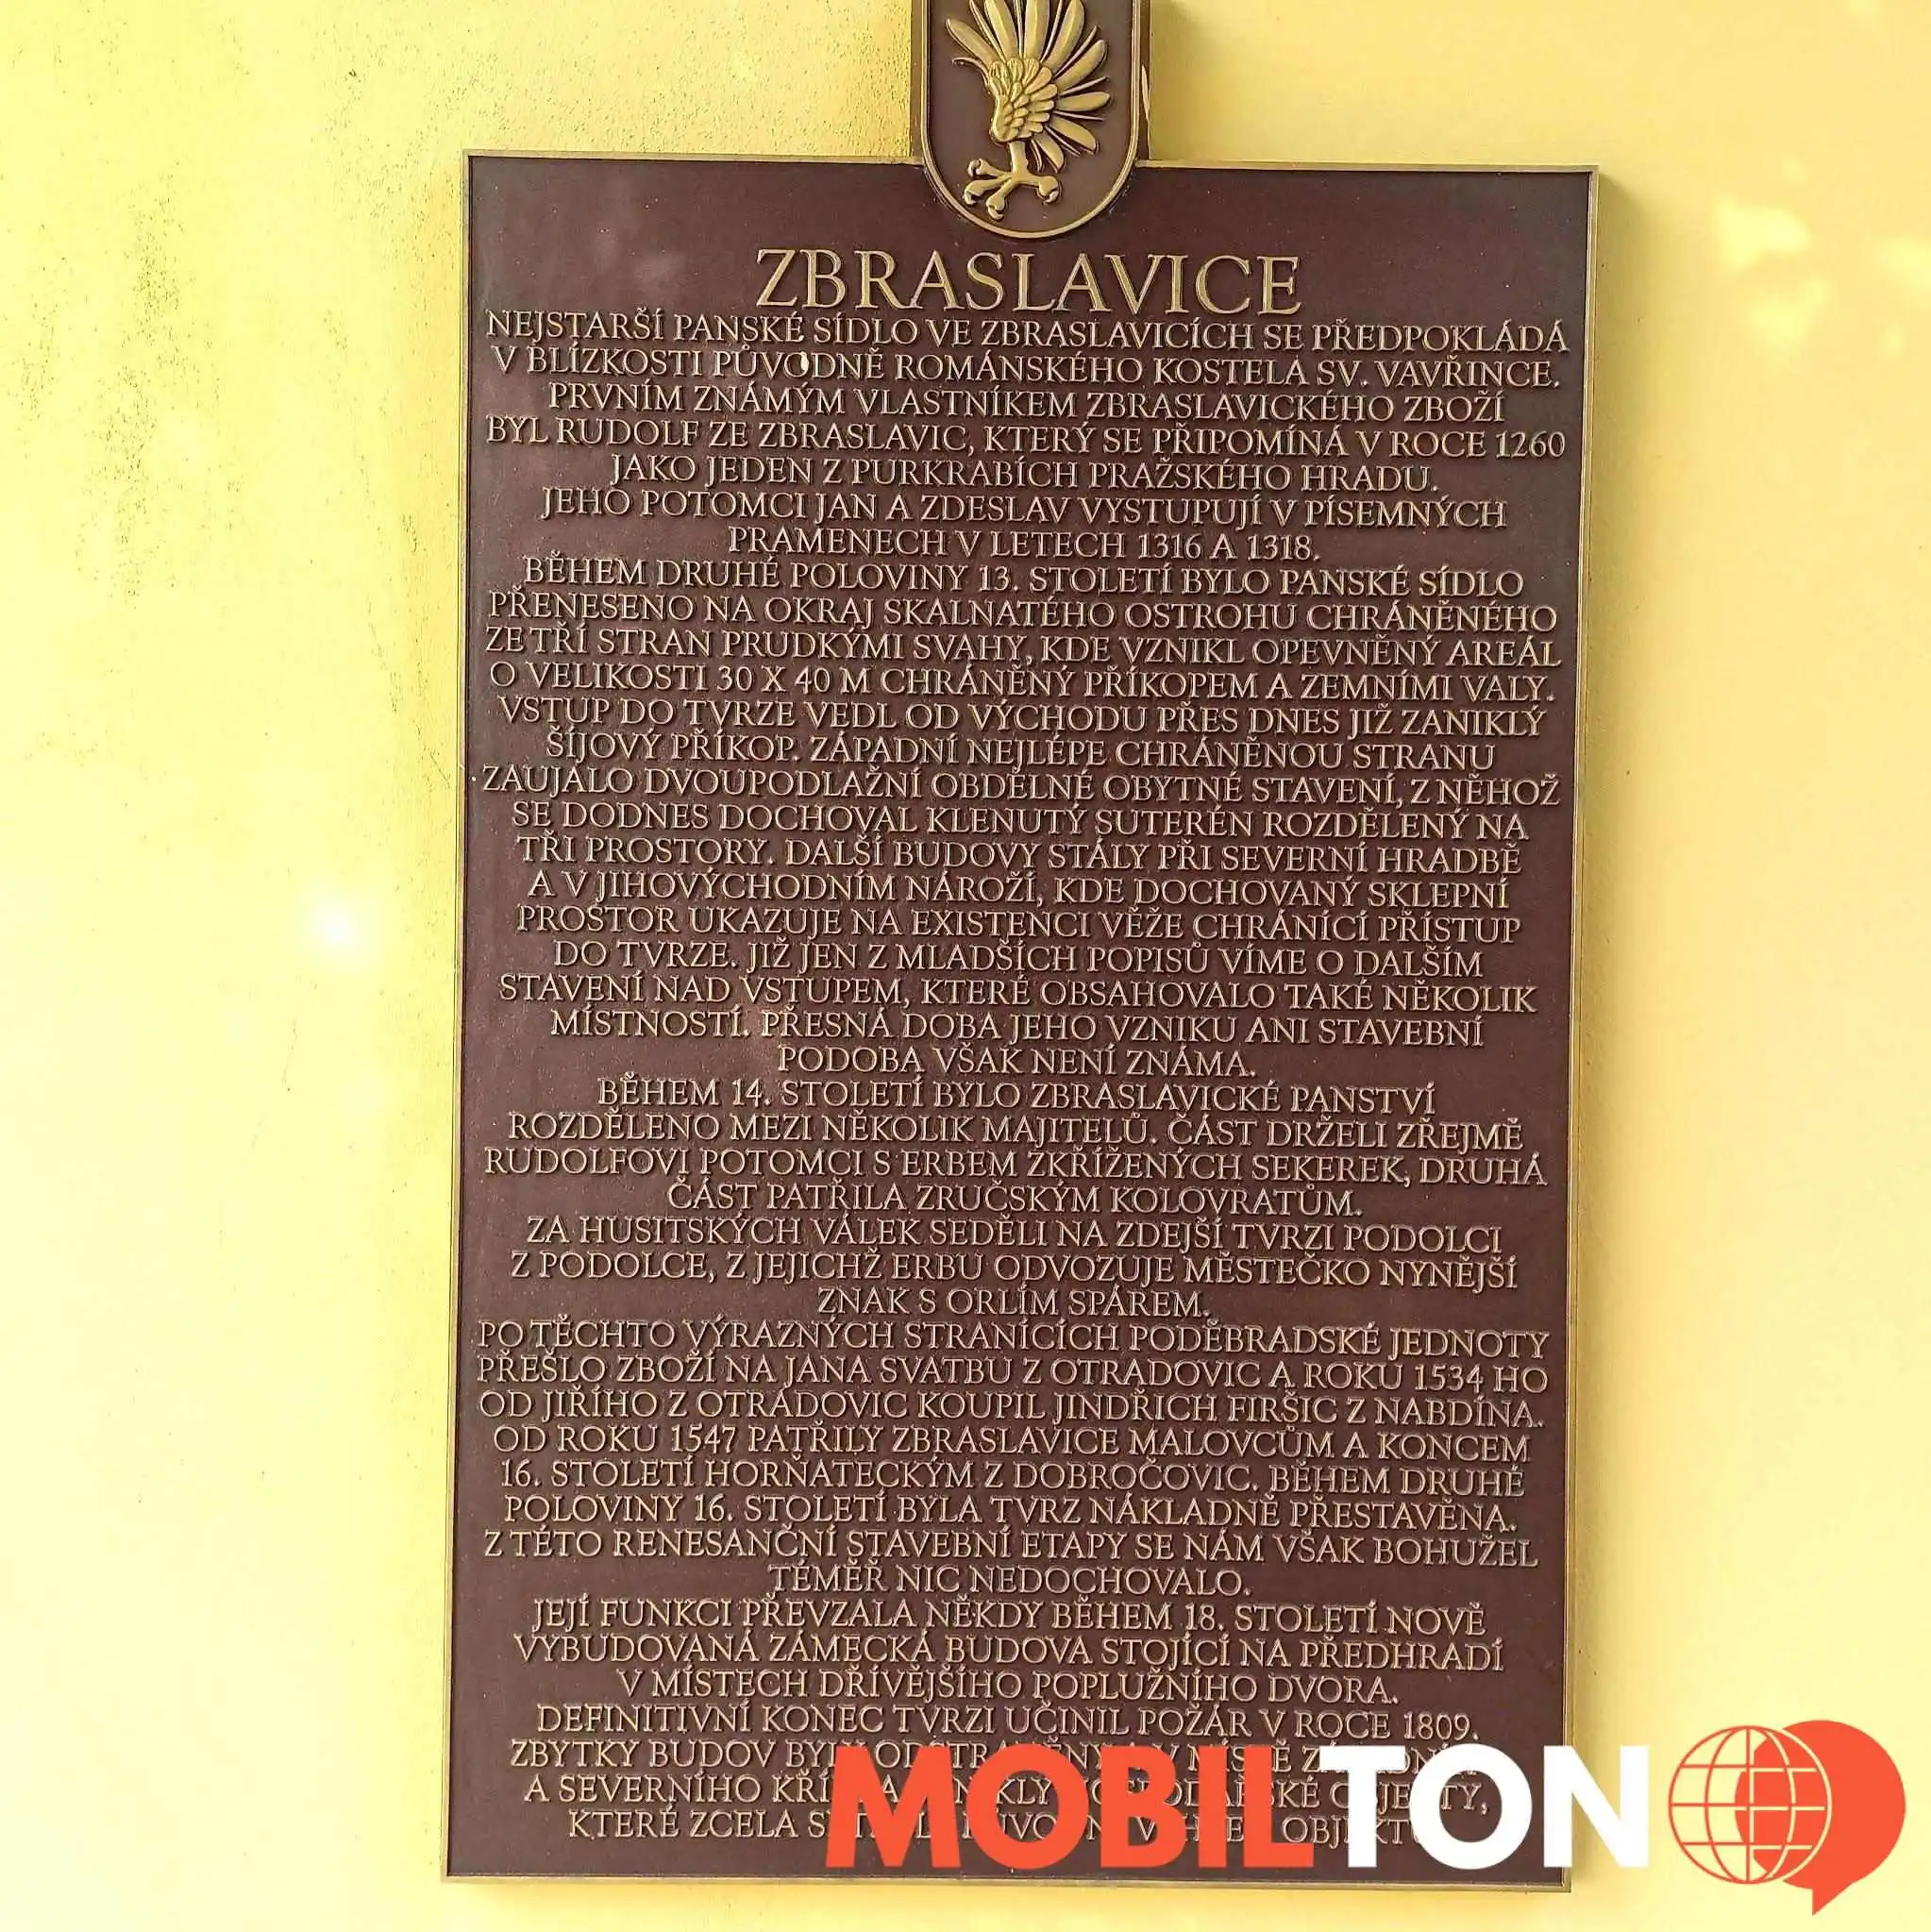 ZBRASLAVICE
NEJSTARŠÍ PANSKÉ SÍDLO VE ZBRASLAVICÍCH SE PŘEDPOKLÁDÁ
V BLÍZKOSTI PŮVODNĚ ROMÁNSKÉHO KOSTELA SV. VAVŘINCE.
PRVNÍM ZNÁMÝM VLASTNÍKEM ZBRASLAVICKÉHO ZBOŽÍ
BYL RUDOLF ZE ZBRASLAVIC, KTERÝ SE PŘIPOMÍNÁ V ROCE 1260
JAKO JEDEN Z PURKRABÍCH PRAŽSKÉHO HRADU.
JEHO POTOMCI JAN A ZDESLAV VYSTUPUJÍ V PÍSEMNÝCH
PRAMENECH V LETECH 1316 A 1318.
BĚHEM DRUHÉ POLOVINY 13. STOLETÍ BYLO PANSKÉ SÍDLO
PŘENESENO NA OKRAJ SKALNATÉHO OSTROHU CHRÁNĚNÉHO
ZE TŘÍ STRAN PRUDKÝMI SVAHY, KDE VZNIKL OPEVNĚNÝ AREÁL
O VELIKOSTI 30 X 40 M CHRÁNĚNÝ PŘÍKOPEM A ZEMNÍMI VALY.
VSTUP DO TVRZE VEDL OD VÝCHODU PŘES DNES JIŽ ZANIKLÝ
ŠÍJOVÝ PŘÍKOP. ZÁPADNÍ NEJLÉPE CHRÁNĚNOU STRANU
ZAUJALO DVOUPODLAŽNÍ OBDÉLNÉ OBYTNÉ STAVENÍ, Z NĚHOŽ
SE DODNES DOCHOVAL KLENUTÝ SUTERÉN ROZDĚLENÝ NA
TŘI PROSTORY. DALŠÍ BUDOVY STÁLY PŘI SEVERNÍ HRADBĚ
A V JIHOVÝCHODNÍM NÁROŽÍ, KDE DOCHOVANÝ SKLEPNÍ
PROSTOR UKAZUJE NA EXISTENCI VĚŽE CHRÁNÍCÍ PŘÍSTUP
DO TVRZE. JIŽ JEN Z MLADŠÍCH POPISŮ VÍME O DALŠÍM
STAVENÍ NAD VSTUPEM, KTERÉ OBSAHOVALO TAKÉ NĚKOLIK
MÍSTNOSTÍ. PŘESNÁ DOBA JEHO VZNIKU ANI STAVEBNÍ
PODOBA VŠAK NENÍ ZNÁMA.
BĚHEM 14. STOLETÍ BYLO ZBRASLAVICKÉ PANSTVÍ
ROZDĚLENO MEZI NĚKOLIK MAJITELŮ. ČÁST DRŽELI ZŘEJMĚ
RUDOLFOVI POTOMCI S ERBEM ZKŘÍŽENÝCH SEKEREK, DRUHÁ
ČÁST PATŘILA ZRUČSKÝM KOLOVRATŮM.
ZA HUSITSKÝCH VÁLEK SEDĚLI NA ZDEJŠÍ TVRZI PODOLCI
Z PODOLCE, Z JEJICHŽ ERBU ODVOZUJE MĚSTEČKO NYNĚJŠÍ
ZNAK S ORLÍM SPÁREM.
PO TĚCHTO VÝRAZNÝCH STRANÍCÍCH PODĚBRADSKÉ JEDNOTY
PŘEŠLO ZBOŽÍ NA JANA SVATBU Z OTRADOVIC A ROKU 1534 HO
OD JIŘÍHO Z OTRADOVIC KOUPIL JINDŘICH FIRŠIC Z NABDÍNA.
OD ROKU 1547 PATŘILY ZBRASLAVICE MALOVCŮM A KONCEM
16. STOLETÍ HORŇATECKÝM Z DOBROČOVIC. BĚHEM DRUHÉ
POLOVINY 16. STOLETÍ BYLA TVRZ NÁKLADNĚ PŘESTAVĚNA.
Z TÉTO RENESANČNÍ STAVEBNÍ ETAPY SE NÁM VŠAK BOHUŽEL
TÉMĚŘ NIC NEDOCHOVALO.
JEJÍ FUNKCI PŘEVZALA NĚKDY BĚHEM 18. STOLETÍ NOVĚ
VYBUDOVANÁ ZÁMECKÁ BUDOVA STOJÍCÍ NA PŘEDHRADÍ
V MÍSTECH DŘÍVĚJŠÍHO POPLUŽNÍHO DVORA.
DEFINITIVNÍ KONEC TVRZI UČINIL POŽÁR V ROCE 1809.
ZBYTKY BUDOV BYLY ODSTRANĚNY A V MÍSTĚ
A SEVERNÍHO KŘÍDLA VZNIKLY HOSPODÁŘSKÉ OBJEKTY,
KTERÉ ZCELA
MOBILTON